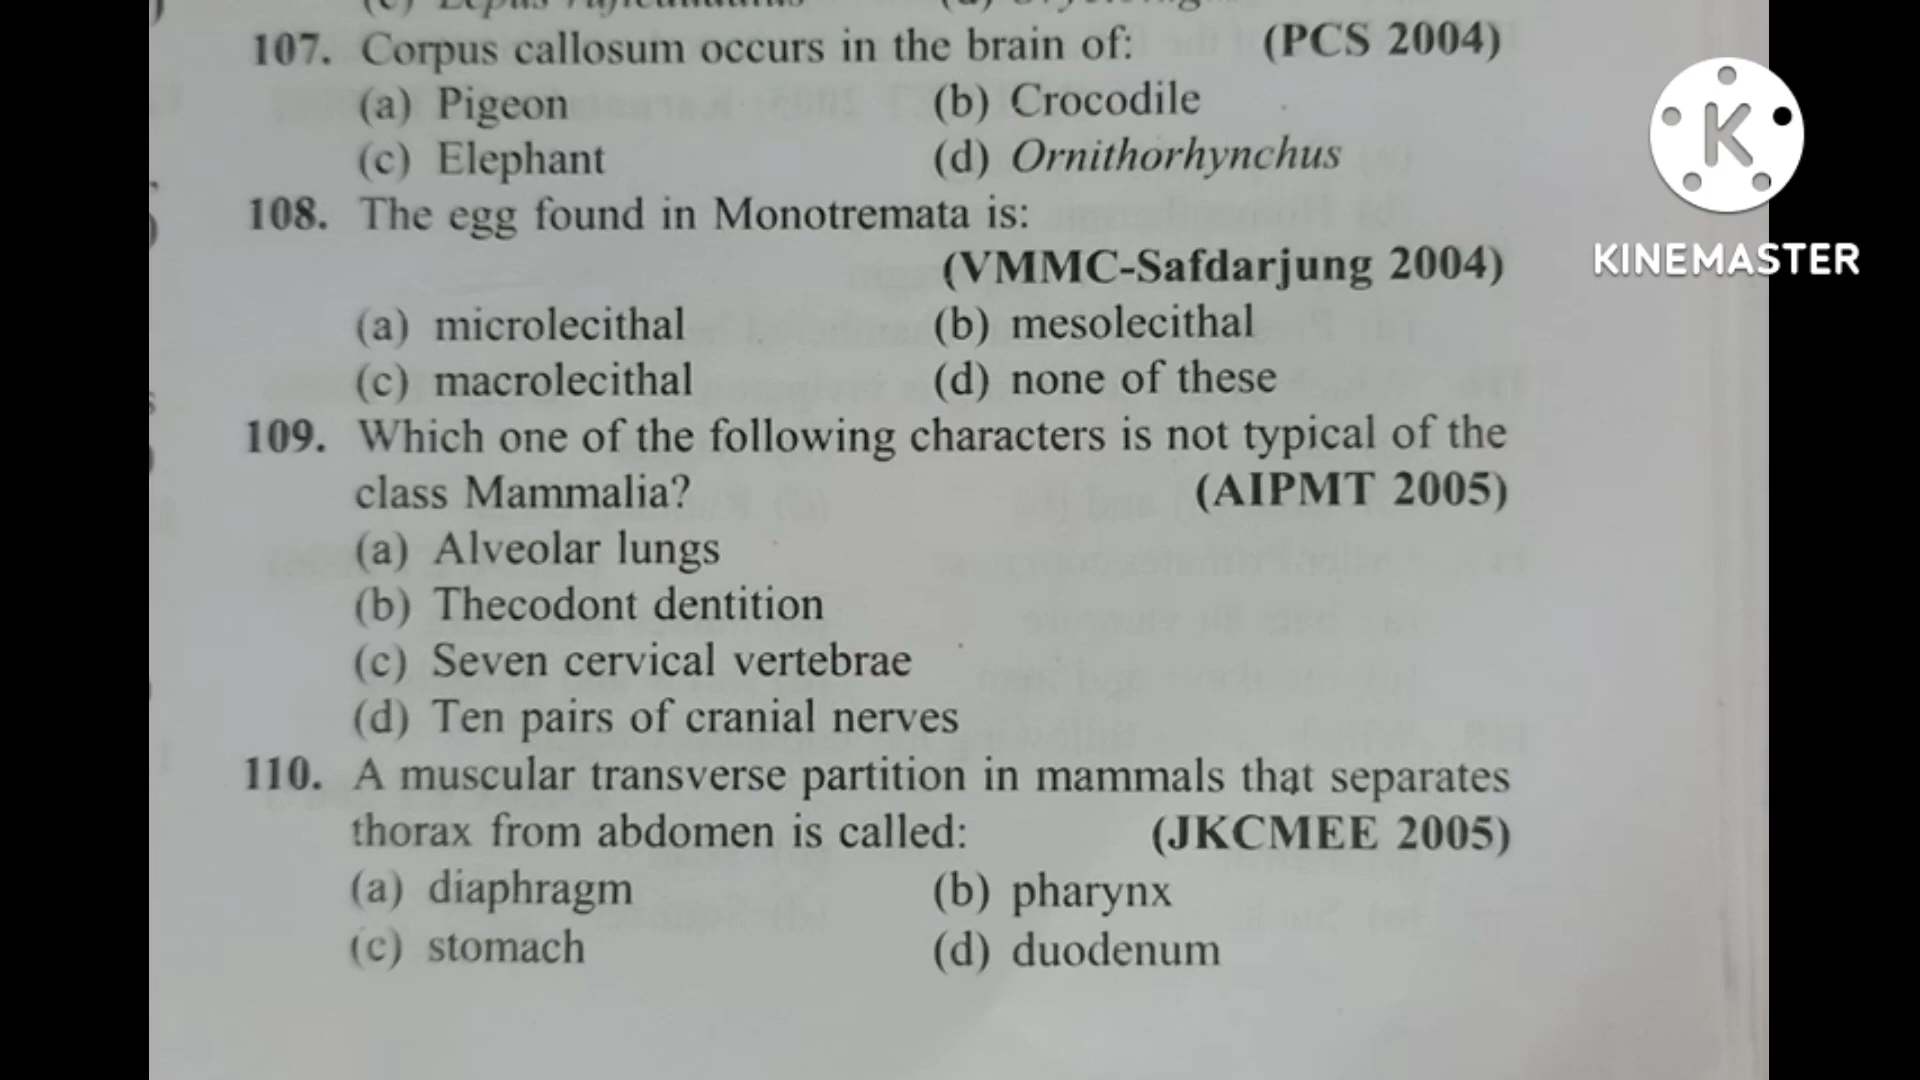 107. Corpus callosum occurs in the brain of: (PCS 2004)
(a) Pigeon (b) Crocodile
(c) Elephant (d) Ornithorhynchus
108. The egg found in Monotremata is:
(VMMC-Safdarjung 2004)
(a) microlecithal (b) mesolecithal
(c) macrolecithal (d) none of these
109. Which one of the following characters is not typical of the
class Mammalia? (AIPMT 2005)
(a) Alveolar lungs
(b) Thecodont dentition
(c) Seven cervical vertebrae
(d) Ten pairs of cranial nerves
110. A muscular transverse partition in mammals that separates
thorax from abdomen is called: (JKCMEE 2005)
(a) diaphragm (b) pharynx
(c) stomach (d) duodenum
K
KINEMASTER